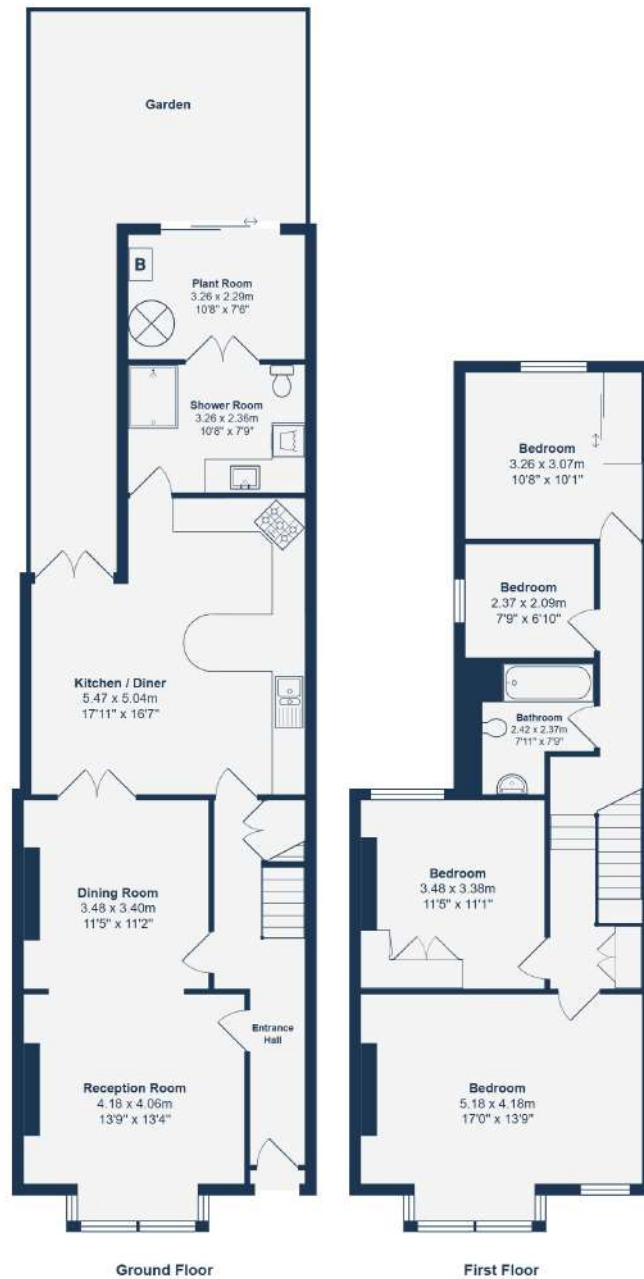 Garden
B
Plant Room
3.26 x 2.29m
10'8" x 7'6"
Shower Room
3.26 x 2.36m
10'8" x 7'9"
Kitchen / Diner
5.47 x 5.04m
17'11" x 16'7"
Dining Room
3.48 x 3.40m
11'5" x 11'2"
Entrance
Hall
Reception Room
4.18 x 4.06m
13'9" x 13'4"
Ground Floor
Bedroom
3.26 x 3.07m
10'8" x 10'1"
Bedroom
2.37 x 2.09m
7'9" x 6'10"
Bathroom
2.42 x 2.37m
7'11" x 7'9"
Bedroom
3.48 x 3.38m
11'5" x 11'1"
Bedroom
5.18 x 4.18m
17'0" x 13'9"
First Floor